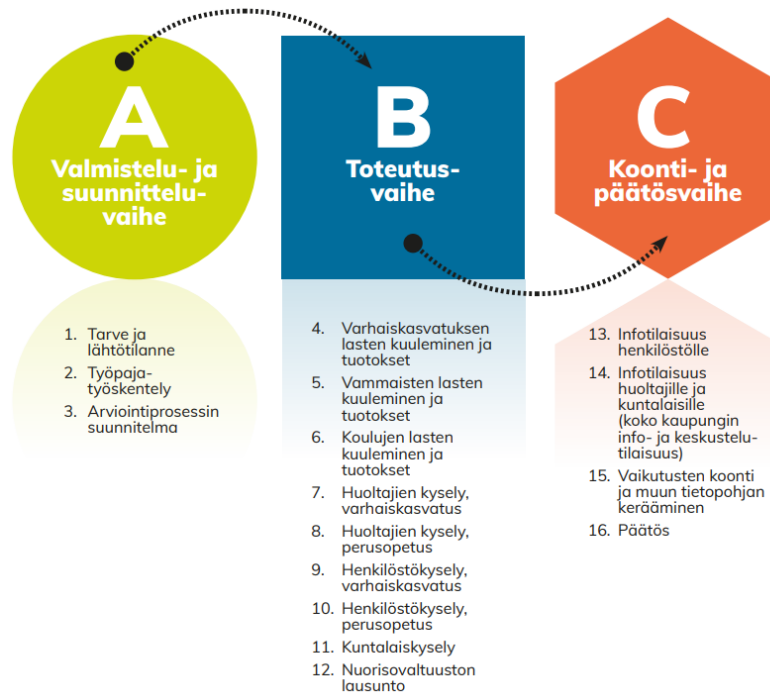 A
Valmistelu- ja
suunnittelu-
vaihe
1. Tarve ja
lähtötilanne
2. Työpaja-
työskentely
3. Arviointiprosessin
suunnitelma
B
Toteutus-
vaihe
4. Varhaiskasvatuksen
lasten kuuleminen ja
tuotokset
5. Vammaisten lasten
kuuleminen ja
tuotokset
6. Koulujen lasten
kuuleminen ja
tuotokset
7. Huoltajien kysely,
varhaiskasvatus
8. Huoltajien kysely,
perusopetus
9. Henkilöstökysely,
varhaiskasvatus
10. Henkilöstökysely,
perusopetus
11. Kuntalaiskysely
12. Nuorisovaltuuston
lausunto
C
Koonti- ja
päätösvaihe
13. Infotilaisuus
henkilöstölle
14. Infotilaisuus
huoltajille ja
kuntalaisille
(koko kaupungin
info- ja keskustelu-
tilaisuus)
15. Vaikutusten koonti
ja muun tietopohjan
kerääminen
16. Päätös